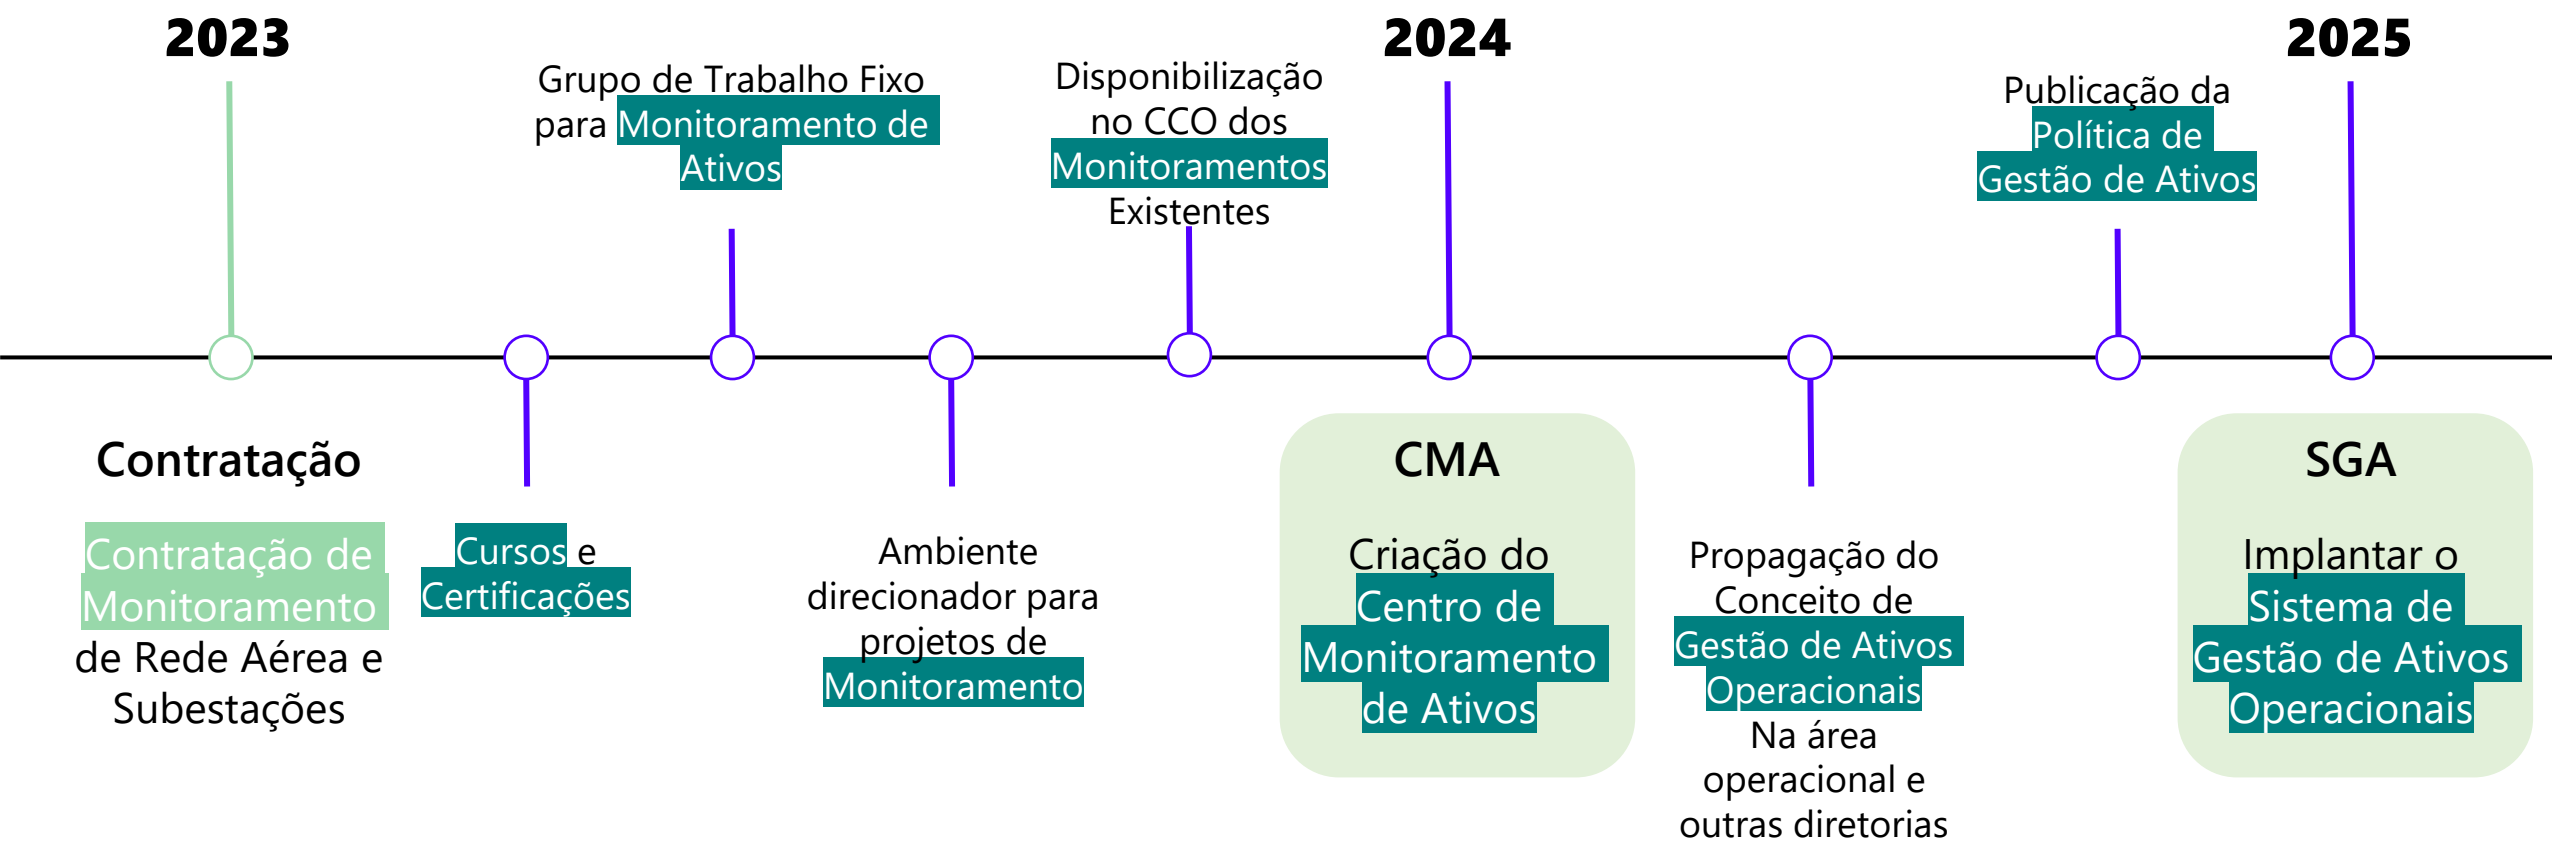 2023
Contratação
Contratação de
Monitoramento
de Rede Aérea e
Subestações
Cursos e
Certificações
Grupo de Trabalho Fixo
para Monitoramento de
Ativos
Ambiente
direcionador para
projetos de
Monitoramento
Disponibilização
no CCO dos
Monitoramentos
Existentes
2024
CMA
Criação do
Centro de
Monitoramento
de Ativos
Propagação do
Conceito de
Gestão de Ativos
Operacionais
Na área
operacional e
outras diretorias
Publicação da
Política de
Gestão de Ativos
2025
SGA
Implantar o
Sistema de
Gestão de Ativos
Operacionais